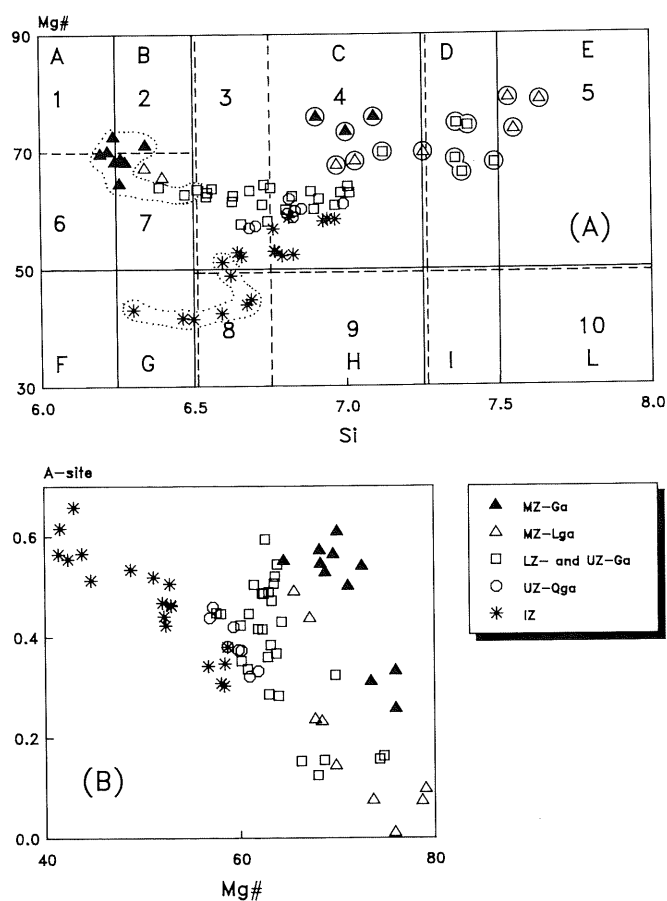 Mg#
90
A B C D E
1 2 3 4 5
70
6 7 (A)
50
8 9 10
F G H I L
30
6.0 6.5 7.0 7.5 8.0
Si
A-site
0.6
0.4
0.2
(B)
0.0
40 60 80
Mg#
MZ-Ga
MZ-Lga
LZ- and UZ-Ga
UZ-Qga
IZ